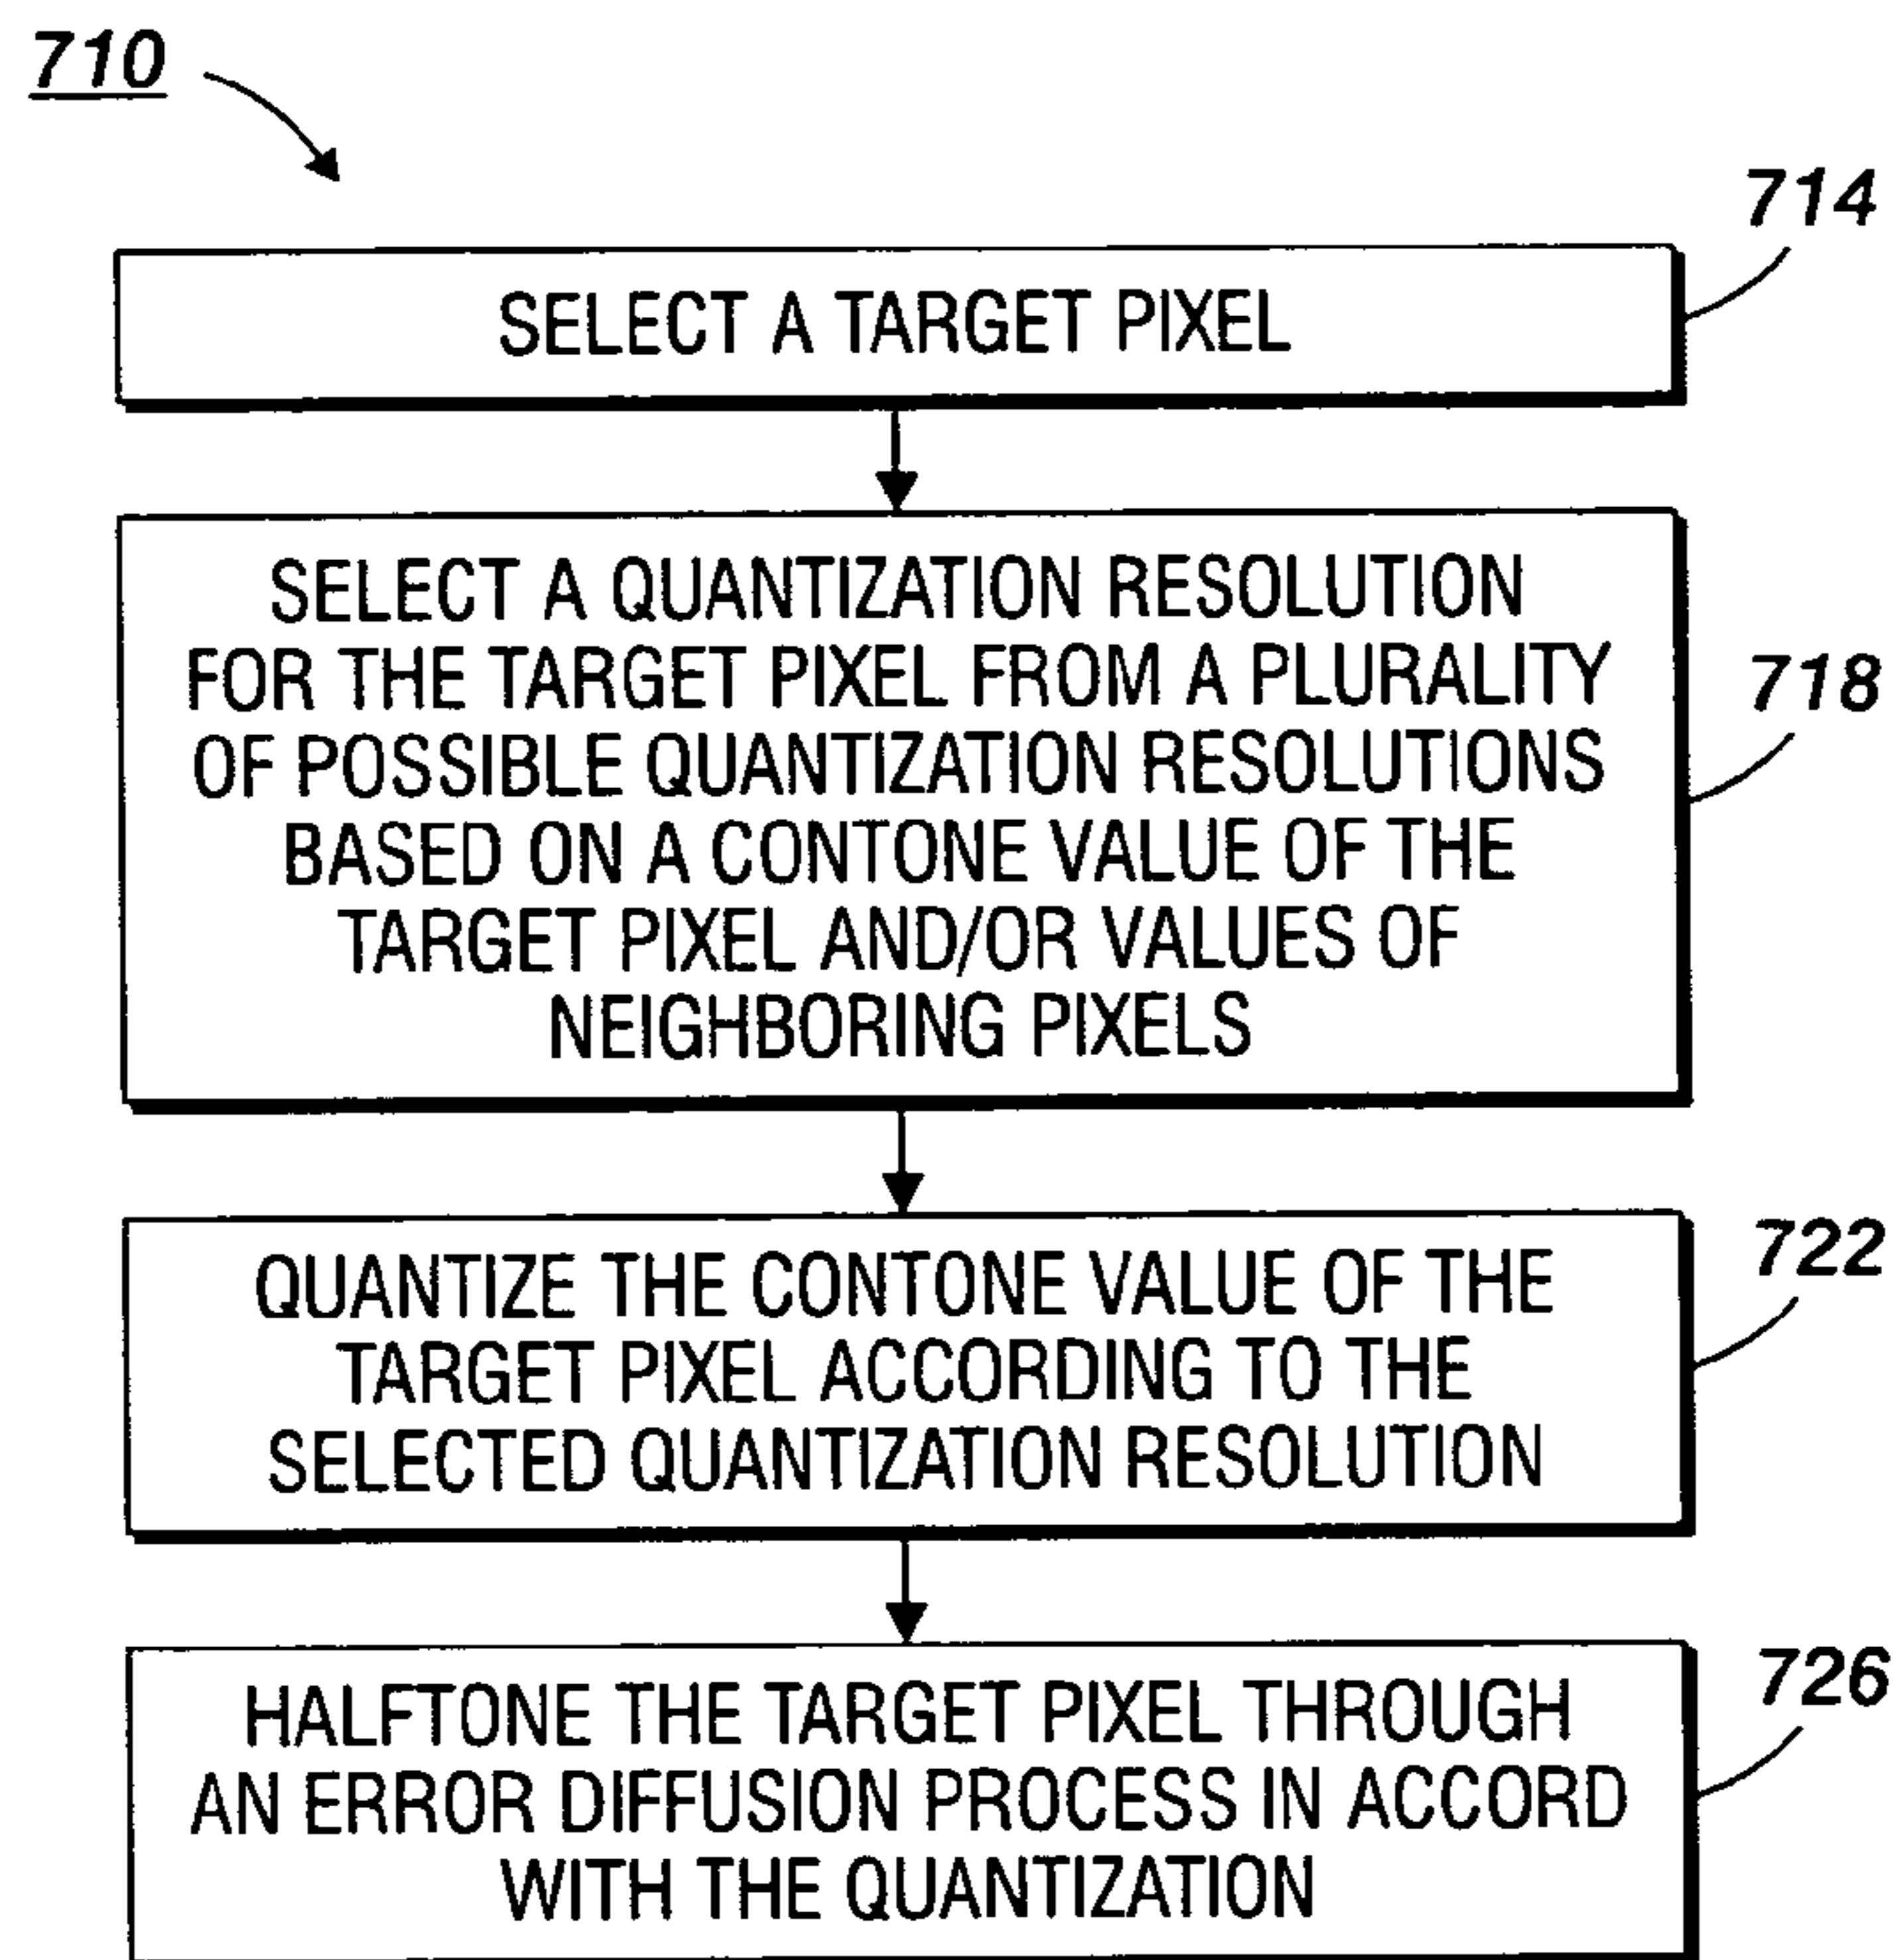 710
714
SELECT A TARGET PIXEL
SELECT A QUANTIZATION RESOLUTION
FOR THE TARGET PIXEL FROM A PLURALITY
OF POSSIBLE QUANTIZATION RESOLUTIONS
BASED ON A CONTONE VALUE OF THE
TARGET PIXEL AND/OR VALUES OF
NEIGHBORING PIXELS
718
QUANTIZE THE CONTONE VALUE OF THE
TARGET PIXEL ACCORDING TO THE
SELECTED QUANTIZATION RESOLUTION
722
HALFTONE THE TARGET PIXEL THROUGH
AN ERROR DIFFUSION PROCESS IN ACCORD
WITH THE QUANTIZATION
726